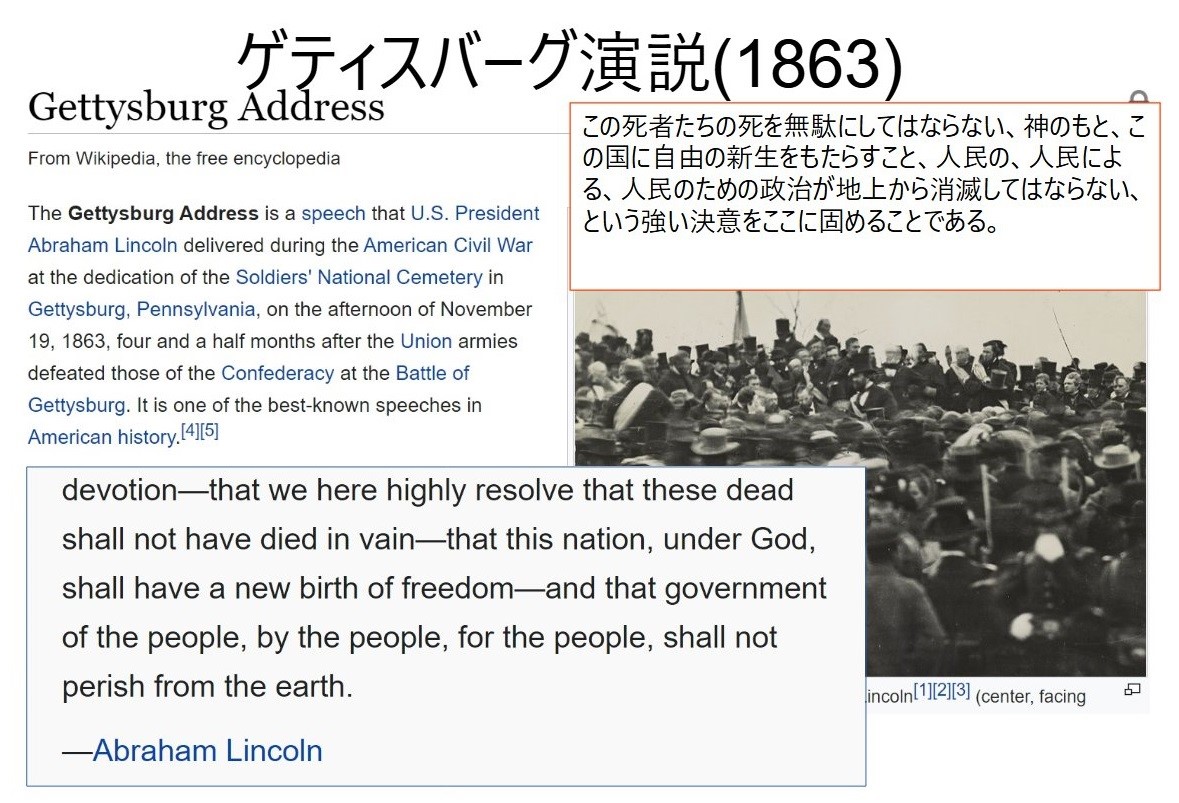 ゲティスバーグ演説(1863)
Gettysburg Address
From Wikipedia, the free encyclopedia
The Gettysburg Address is a speech that U.S. President
Abraham Lincoln delivered during the American Civil War
at the dedication of the Soldiers' National Cemetery in
Gettysburg, Pennsylvania, on the afternoon of November
19, 1863, four and a half months after the Union armies
defeated those of the Confederacy at the Battle of
Gettysburg. It is one of the best-known speeches in
American history.[4][5]
この死者たちの死を無駄にしてはならない、神のもと、こ
の国に自由の新生をもたらすこと、人民の、人民によ
る、人民のための政治が地上から消滅してはならない、
という強い決意をここに固めることである。
devotion—that we here highly resolve that these dead
shall not have died in vain—that this nation, under God,
shall have a new birth of freedom—and that government
of the people, by the people, for the people, shall not
perish from the earth.
—Abraham Lincoln
incoln[1][2][3] (center, facing